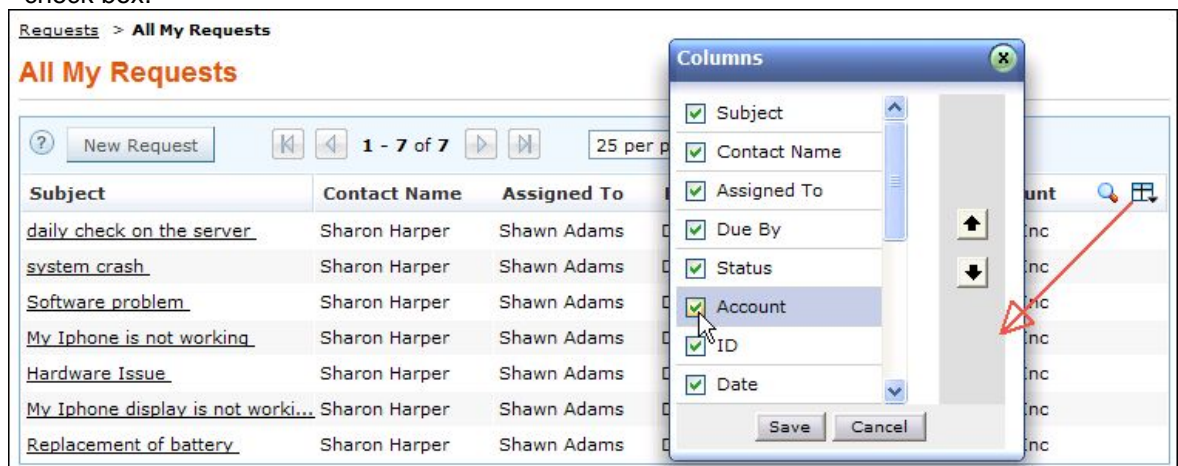 check box.
Requests > All My Requests
All My Requests
Columns
Subject
Contact Name
Assigned To
Due By
Status
Account
ID
Date
Save Cancel
? New Request 1 - 7 of 7 25 per p
Subject Contact Name Assigned To unt
daily check on the server Sharon Harper Shawn Adams Inc
system crash Sharon Harper Shawn Adams Inc
Software problem Sharon Harper Shawn Adams Inc
My Iphone is not working Sharon Harper Shawn Adams Inc
Hardware Issue Sharon Harper Shawn Adams Inc
My Iphone display is not worki... Sharon Harper Shawn Adams Inc
Replacement of battery Sharon Harper Shawn Adams Inc